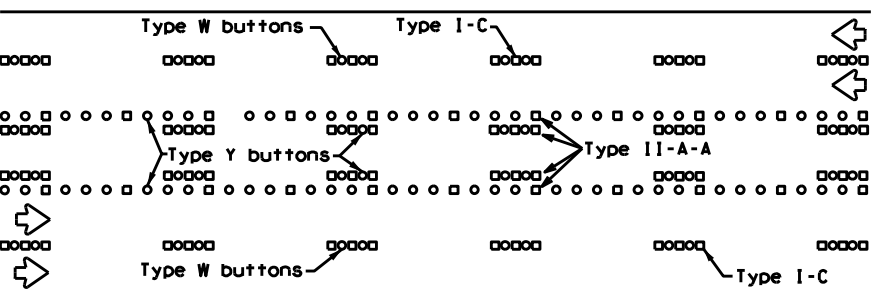 Type W buttons
Type I-C
Type Y buttons
Type II-A-A
Type W buttons
Type I-C